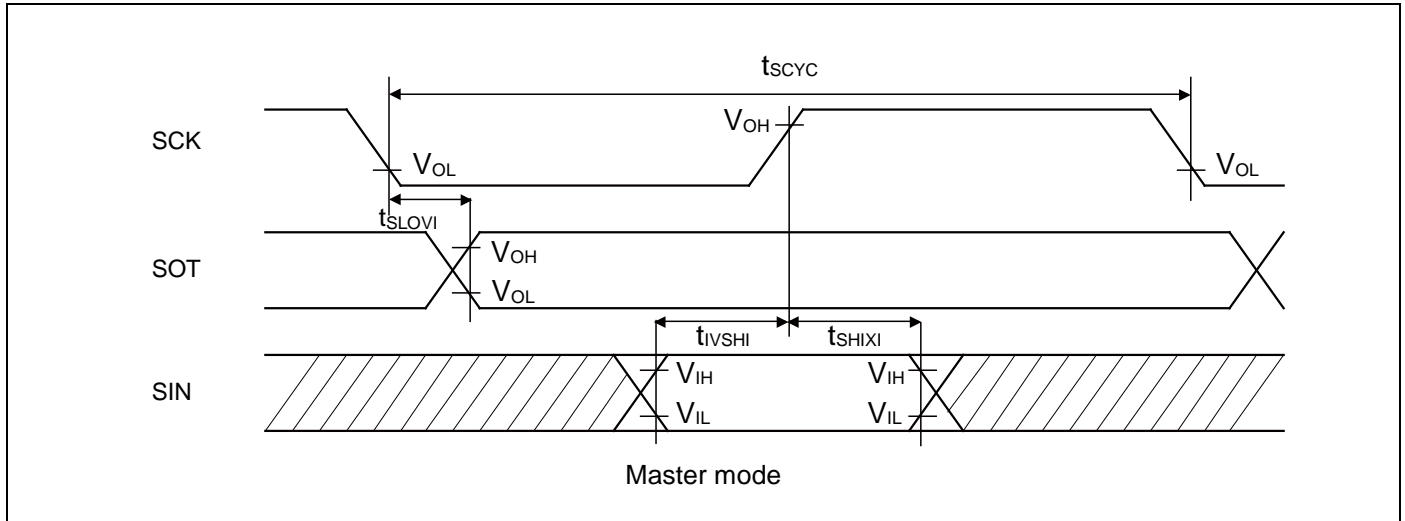 tSCYC
SCK
VOH
VOL
VOL
tSLOVI
SOT
VOH
VOL
tIVSHI
tSHIXI
SIN
VIH
VIH
VIL
VIL
Master mode